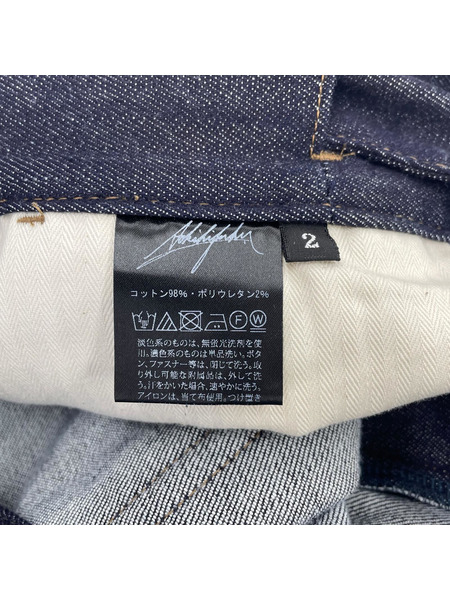 2
コットン98%・ポリウレタン2%
淡色系のものは、無蛍光洗剤を使
用。濃色系のものは単品洗い。ボタ
ン、ファスナー等は、閉じて洗う。取
り外し可能な附属品は、外して洗
う。汗をかいた場合、速やかに洗う。
アイロンは、当て布使用。つけ置き